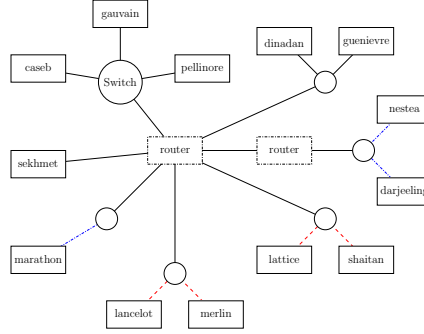 gauvain
dinadan
guenievre
caseb
Switch
pellinore
nestea
router
router
sekhmet
darjeeling
marathon
lattice
shaitan
lancelot
merlin